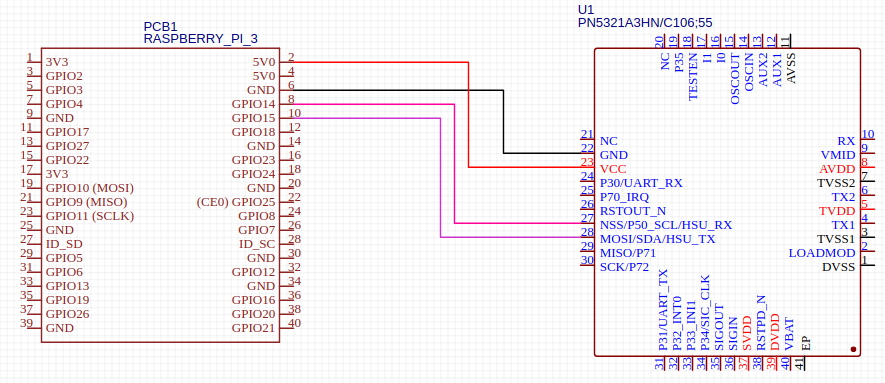 PCB1
RASPBERRY_PI_3
1 3V3 5V0 2
3 GPIO2 5V0 4
5 GPIO3 GND 6
7 GPIO4 GPIO14 8
9 GND GPIO15 10
11 GPIO17 GPIO18 12
13 GPIO27 GND 14
15 GPIO22 GPIO23 16
17 3V3 GPIO24 18
19 GPIO10 (MOSI) GND 20
21 GPIO9 (MISO) (CE0) GPIO25 22
23 GPIO11 (SCLK) GPIO8 24
25 GND GPIO7 26
27 ID_SD ID_SC 28
29 GPIO5 GND 30
31 GPIO6 GPIO12 32
33 GPIO13 GND 34
35 GPIO19 GPIO16 36
37 GPIO26 GPIO20 38
39 GND GPIO21 40
U1
PN5321A3HN/C106;55
20 19 18 17 16 15 14 13 12 11
NC P35 TESTEN I1 I0 OSCOUT OSCIN AUX2 AUX1 AVSS
21 NC RX 10
22 GND VMID 9
23 VCC AVDD 8
24 P30/UART_RX TVSS2 7
25 P70_IRQ TX2 6
26 RSTOUT_N TVDD 5
27 NSS/P50_SCL/HSU_RX TX1 4
28 MOSI/SDA/HSU_TX TVSS1 3
29 MISO/P71 LOADMOD 2
30 SCK/P72 DVSS 1
P31/UART_TX P32_INT0 P33_INI1 P34/SIC_CLK SIGOUT SIGIN SVDD RSTPD_N DVDD VBAT EP
31 32 33 34 35 36 37 38 39 40 41